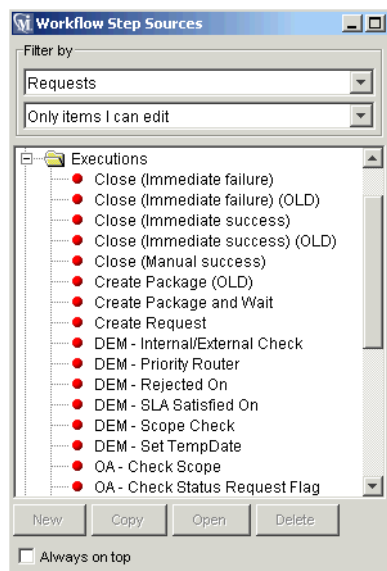 Workflow Step Sources
Filter by
Requests
Only items I can edit
Executions
Close (Immediate failure)
Close (Immediate failure) (OLD)
Close (Immediate success)
Close (Immediate success) (OLD)
Close (Manual success)
Create Package (OLD)
Create Package and Wait
Create Request
DEM - Internal/External Check
DEM - Priority Router
DEM - Rejected On
DEM - SLA Satisfied On
DEM - Scope Check
DEM - Set TempDate
OA - Check Scope
OA - Check Status Request Flag
New Copy Open Delete
Always on top